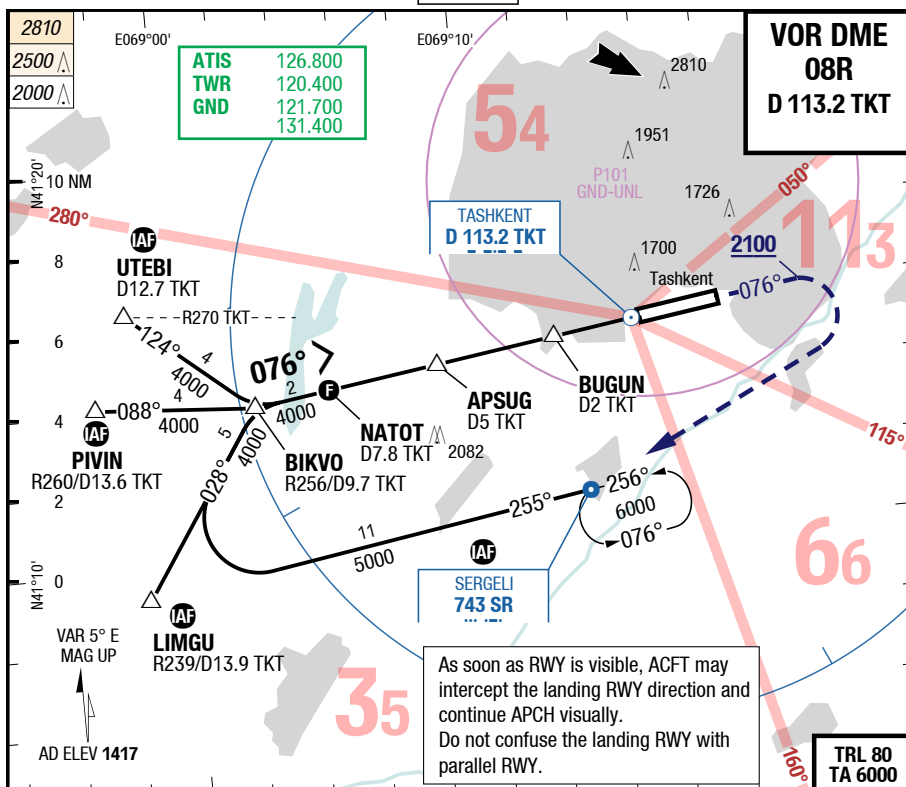 2810
2500
2000
E069°00'
E069°10'
ATIS 126.800
TWR 120.400
GND 121.700
131.400
VOR DME
08R
D 113.2 TKT
2810
1951
54
P101
GND-UNL
1726
050°
N41°20'
10 NM
280°
IAF
UTEBI
D12.7 TKT
TASHKENT
D 113.2 TKT
1700
2100
113
Tashkent
076°
8
R270 TKT
6
124°
4
4000
076°
2
4000
F
NATOT
D7.8 TKT
APSUG
D5 TKT
BUGUN
D2 TKT
088°
4
4000
4
IAF
PIVIN
R260/D13.6 TKT
5
4000
028°
BIKVO
R256/D9.7 TKT
2082
115°
2
255°
256°
6000
076°
11
5000
IAF
66
N41°10'
0
SERGELI
743 SR
IAF
LIMGU
R239/D13.9 TKT
VAR 5° E
MAG UP
AD ELEV 1417
35
As soon as RWY is visible, ACFT may
intercept the landing RWY direction and
continue APCH visually.
Do not confuse the landing RWY with
parallel RWY.
160°
TRL 80
TA 6000